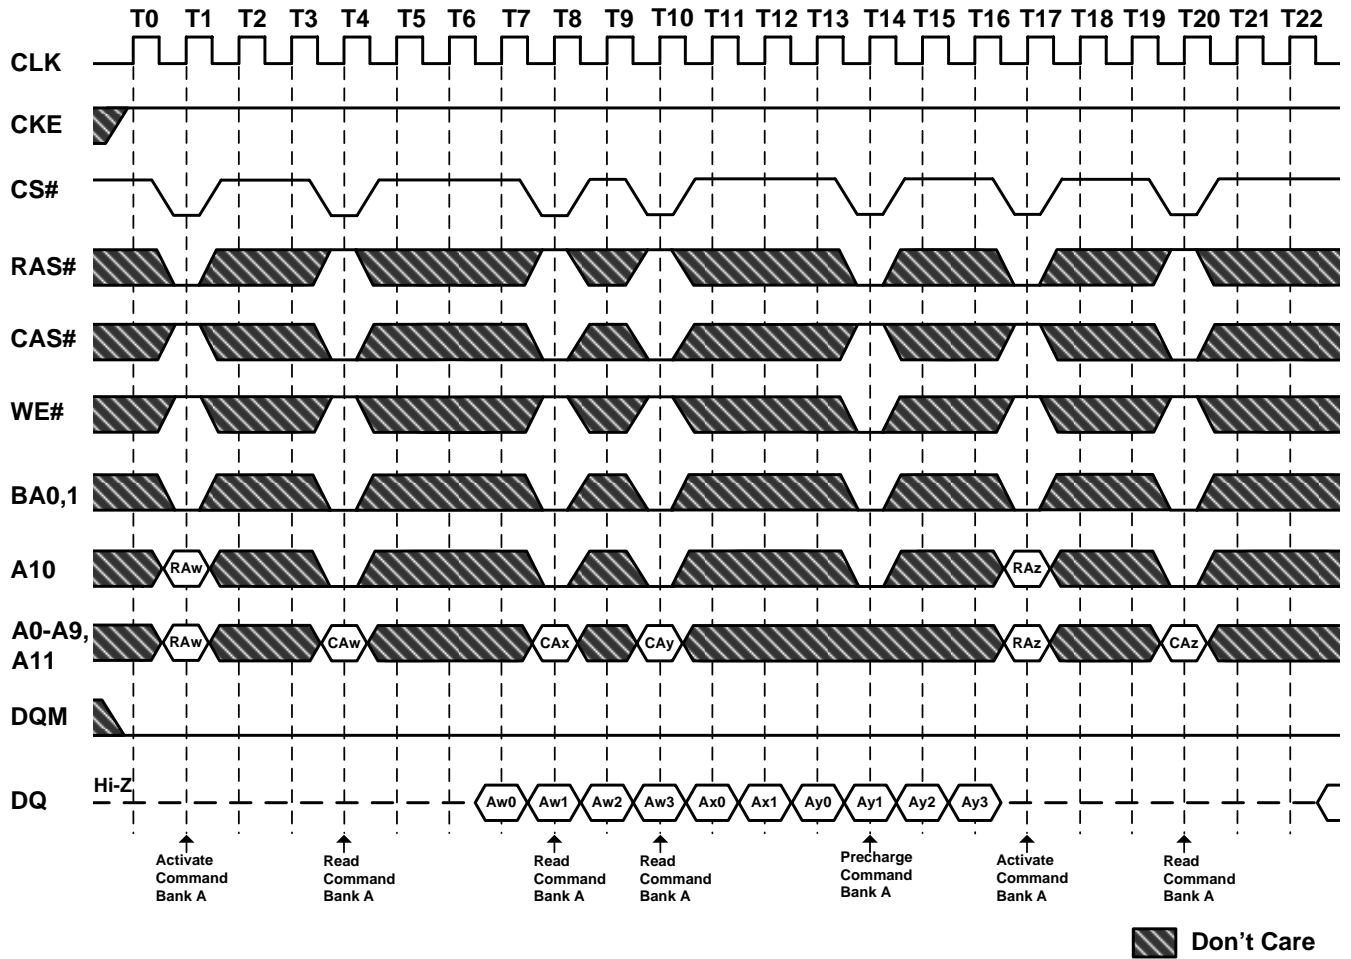 T0 T1 T2 T3 T4 T5 T6 T7 T8 T9 T10 T11 T12 T13 T14 T15 T16 T17 T18 T19 T20 T21 T22
CLK
CKE
CS#
RAS#
CAS#
WE#
BA0,1
A10 RAw RAz
A0-A9,
A11
RAw CAw CAx CAy RAz CAz
DQM
Hi-Z
DQ Aw0 Aw1 Aw2 Aw3 Ax0 Ax1 Ay0 Ay1 Ay2 Ay3
Activate
Command
Bank A
Read
Command
Bank A
Read
Command
Bank A
Read
Command
Bank A
Precharge
Command
Bank A
Activate
Command
Bank A
Read
Command
Bank A
Don't Care